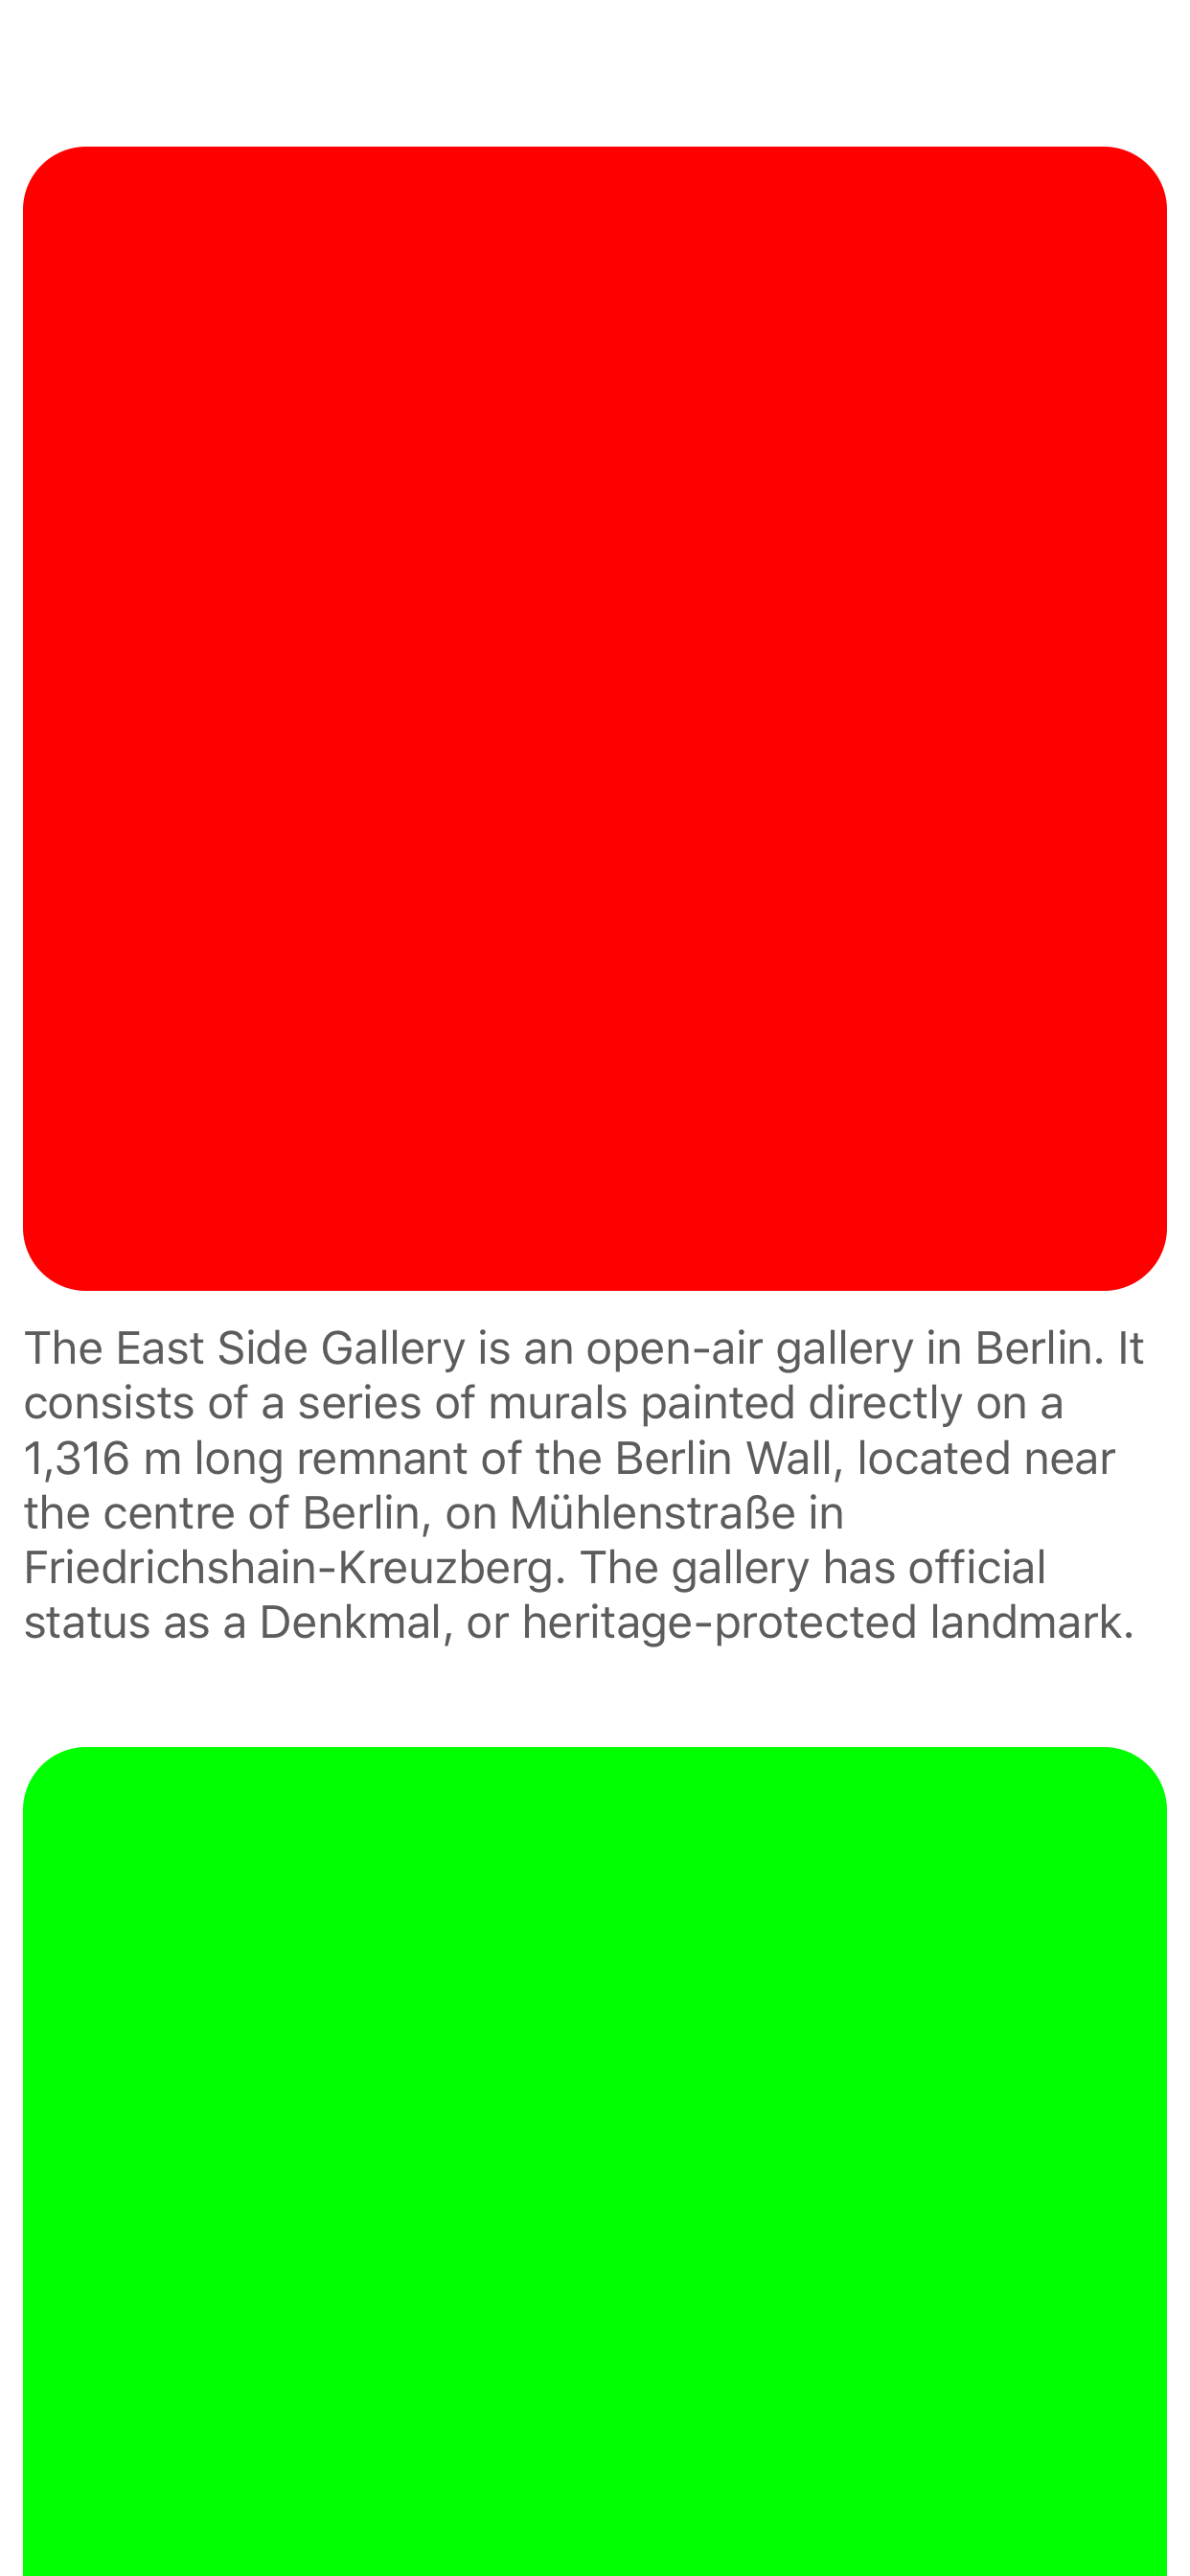 The East Side Gallery is an open-air gallery in Berlin. It
consists of a series of murals painted directly on a
1,316 m long remnant of the Berlin Wall, located near
the centre of Berlin, on Mühlenstraße in
Friedrichshain-Kreuzberg. The gallery has official
status as a Denkmal, or heritage-protected landmark.